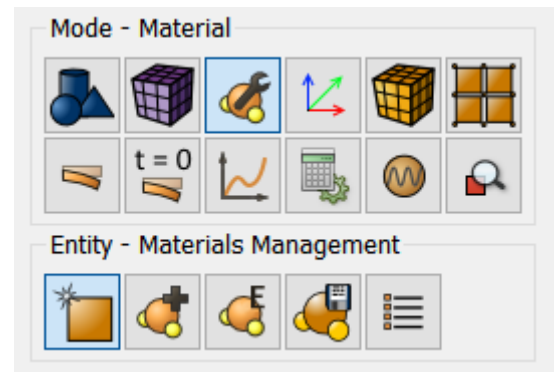 Mode - Material
t = 0
Entity - Materials Management
E